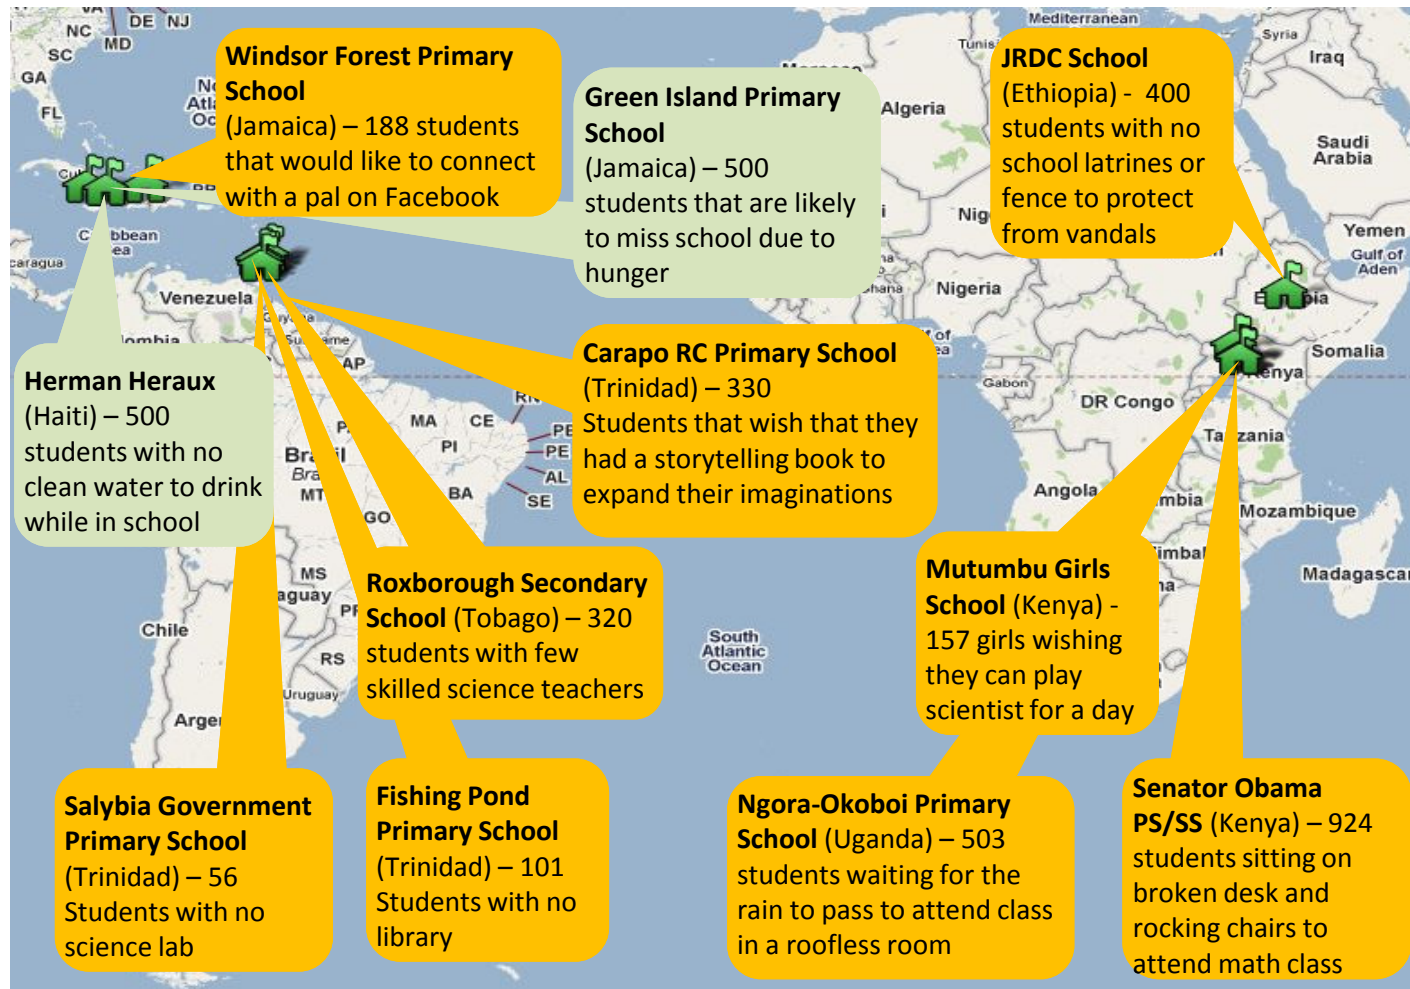 Windsor Forest Primary
School
(Jamaica) – 188 students
that would like to connect
with a pal on Facebook
Green Island Primary
School
(Jamaica) – 500
students that are likely
to miss school due to
hunger
JRDC School
(Ethiopia) - 400
students with no
school latrines or
fence to protect
from vandals
Herman Heraux
(Haiti) – 500
students with no
clean water to drink
while in school
Carapo RC Primary School
(Trinidad) – 330
Students that wish that they
had a storytelling book to
expand their imaginations
Roxborough Secondary
School (Tobago) – 320
students with few
skilled science teachers
Mutumbu Girls
School (Kenya) -
157 girls wishing
they can play
scientist for a day
Salybia Government
Primary School
(Trinidad) – 56
Students with no
science lab
Fishing Pond
Primary School
(Trinidad) – 101
Students with no
library
Ngora-Okoboi Primary
School (Uganda) – 503
students waiting for the
rain to pass to attend class
in a roofless room
Senator Obama
PS/SS (Kenya) – 924
students sitting on
broken desk and
rocking chairs to
attend math class
DE NJ
NC
MD
SC
GA
FL
Mediterranean
Syria
Iraq
Algeria
Saudi
Arabia
Yemen
Gulf of
Aden
Venezuela
Nigeria
Somalia
AP
Gabon
DR Congo
MA
CE
PI
PE
AL
SE
BA
MT
GO
Angola
Mozambique
MS
Madagascar
Chile
RS
South
Atlantic
Ocean
Uruguay